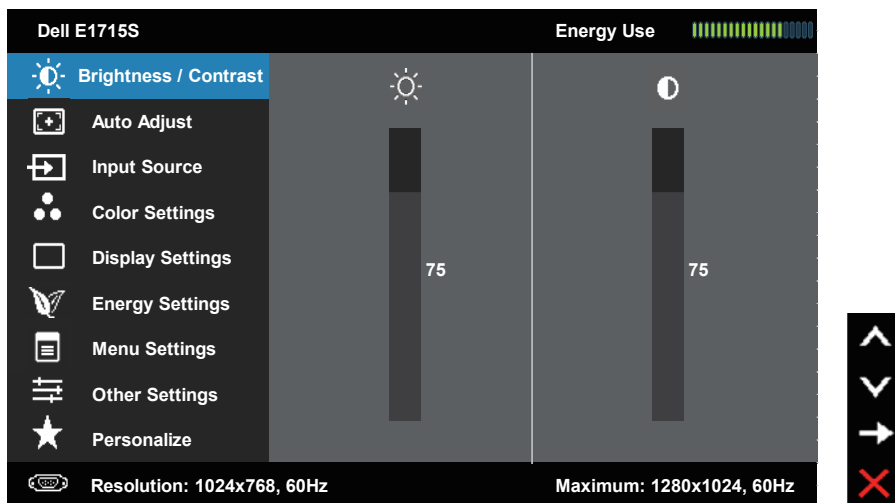 Dell E1715S Energy Use
Brightness / Contrast
Auto Adjust
Input Source
Color Settings
Display Settings
75 75
Energy Settings
Menu Settings
Other Settings
Personalize
Resolution: 1024x768, 60Hz Maximum: 1280x1024, 60Hz